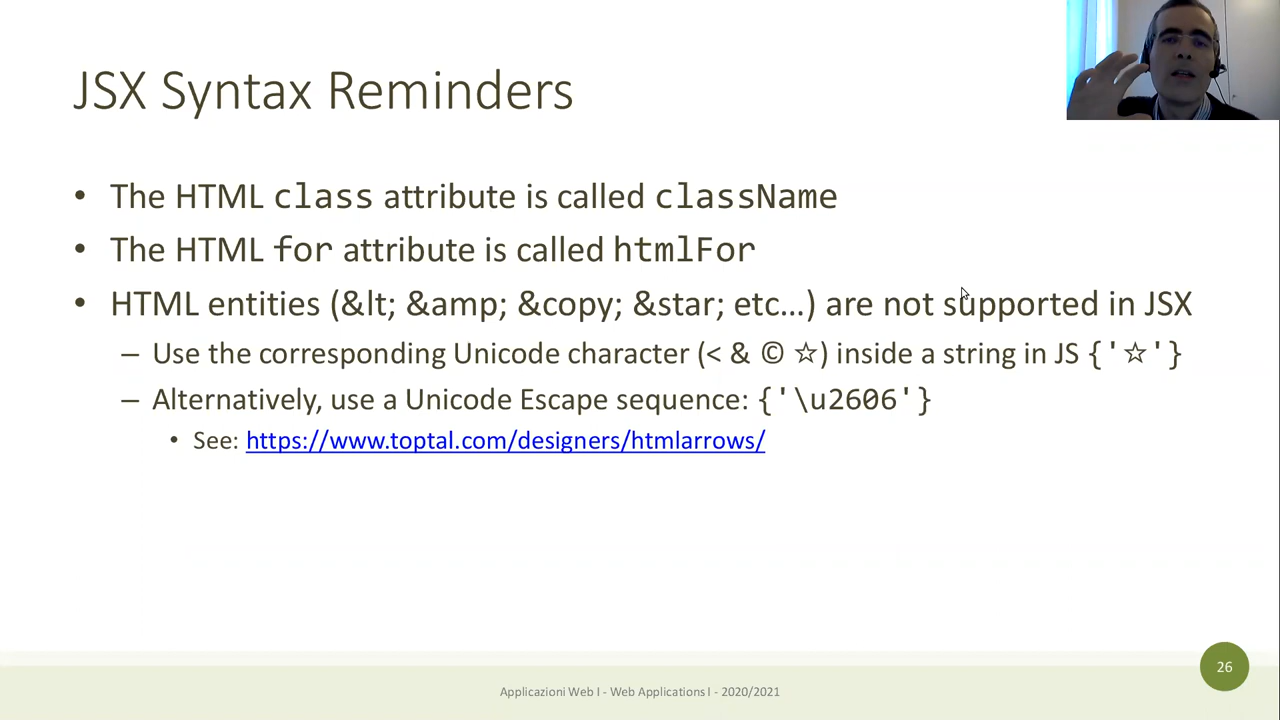 JSX Syntax Reminders
• The HTML class attribute is called className
• The HTML for attribute is called htmlFor
• HTML entities (&lt; &amp; &copy; &star; etc…) are not supported in JSX
– Use the corresponding Unicode character (< & © ☆) inside a string in JS {'☆'}
– Alternatively, use a Unicode Escape sequence: {'\u2606'}
• See: https://www.toptal.com/designers/htmlarrows/
26
Applicazioni Web I - Web Applications I - 2020/2021